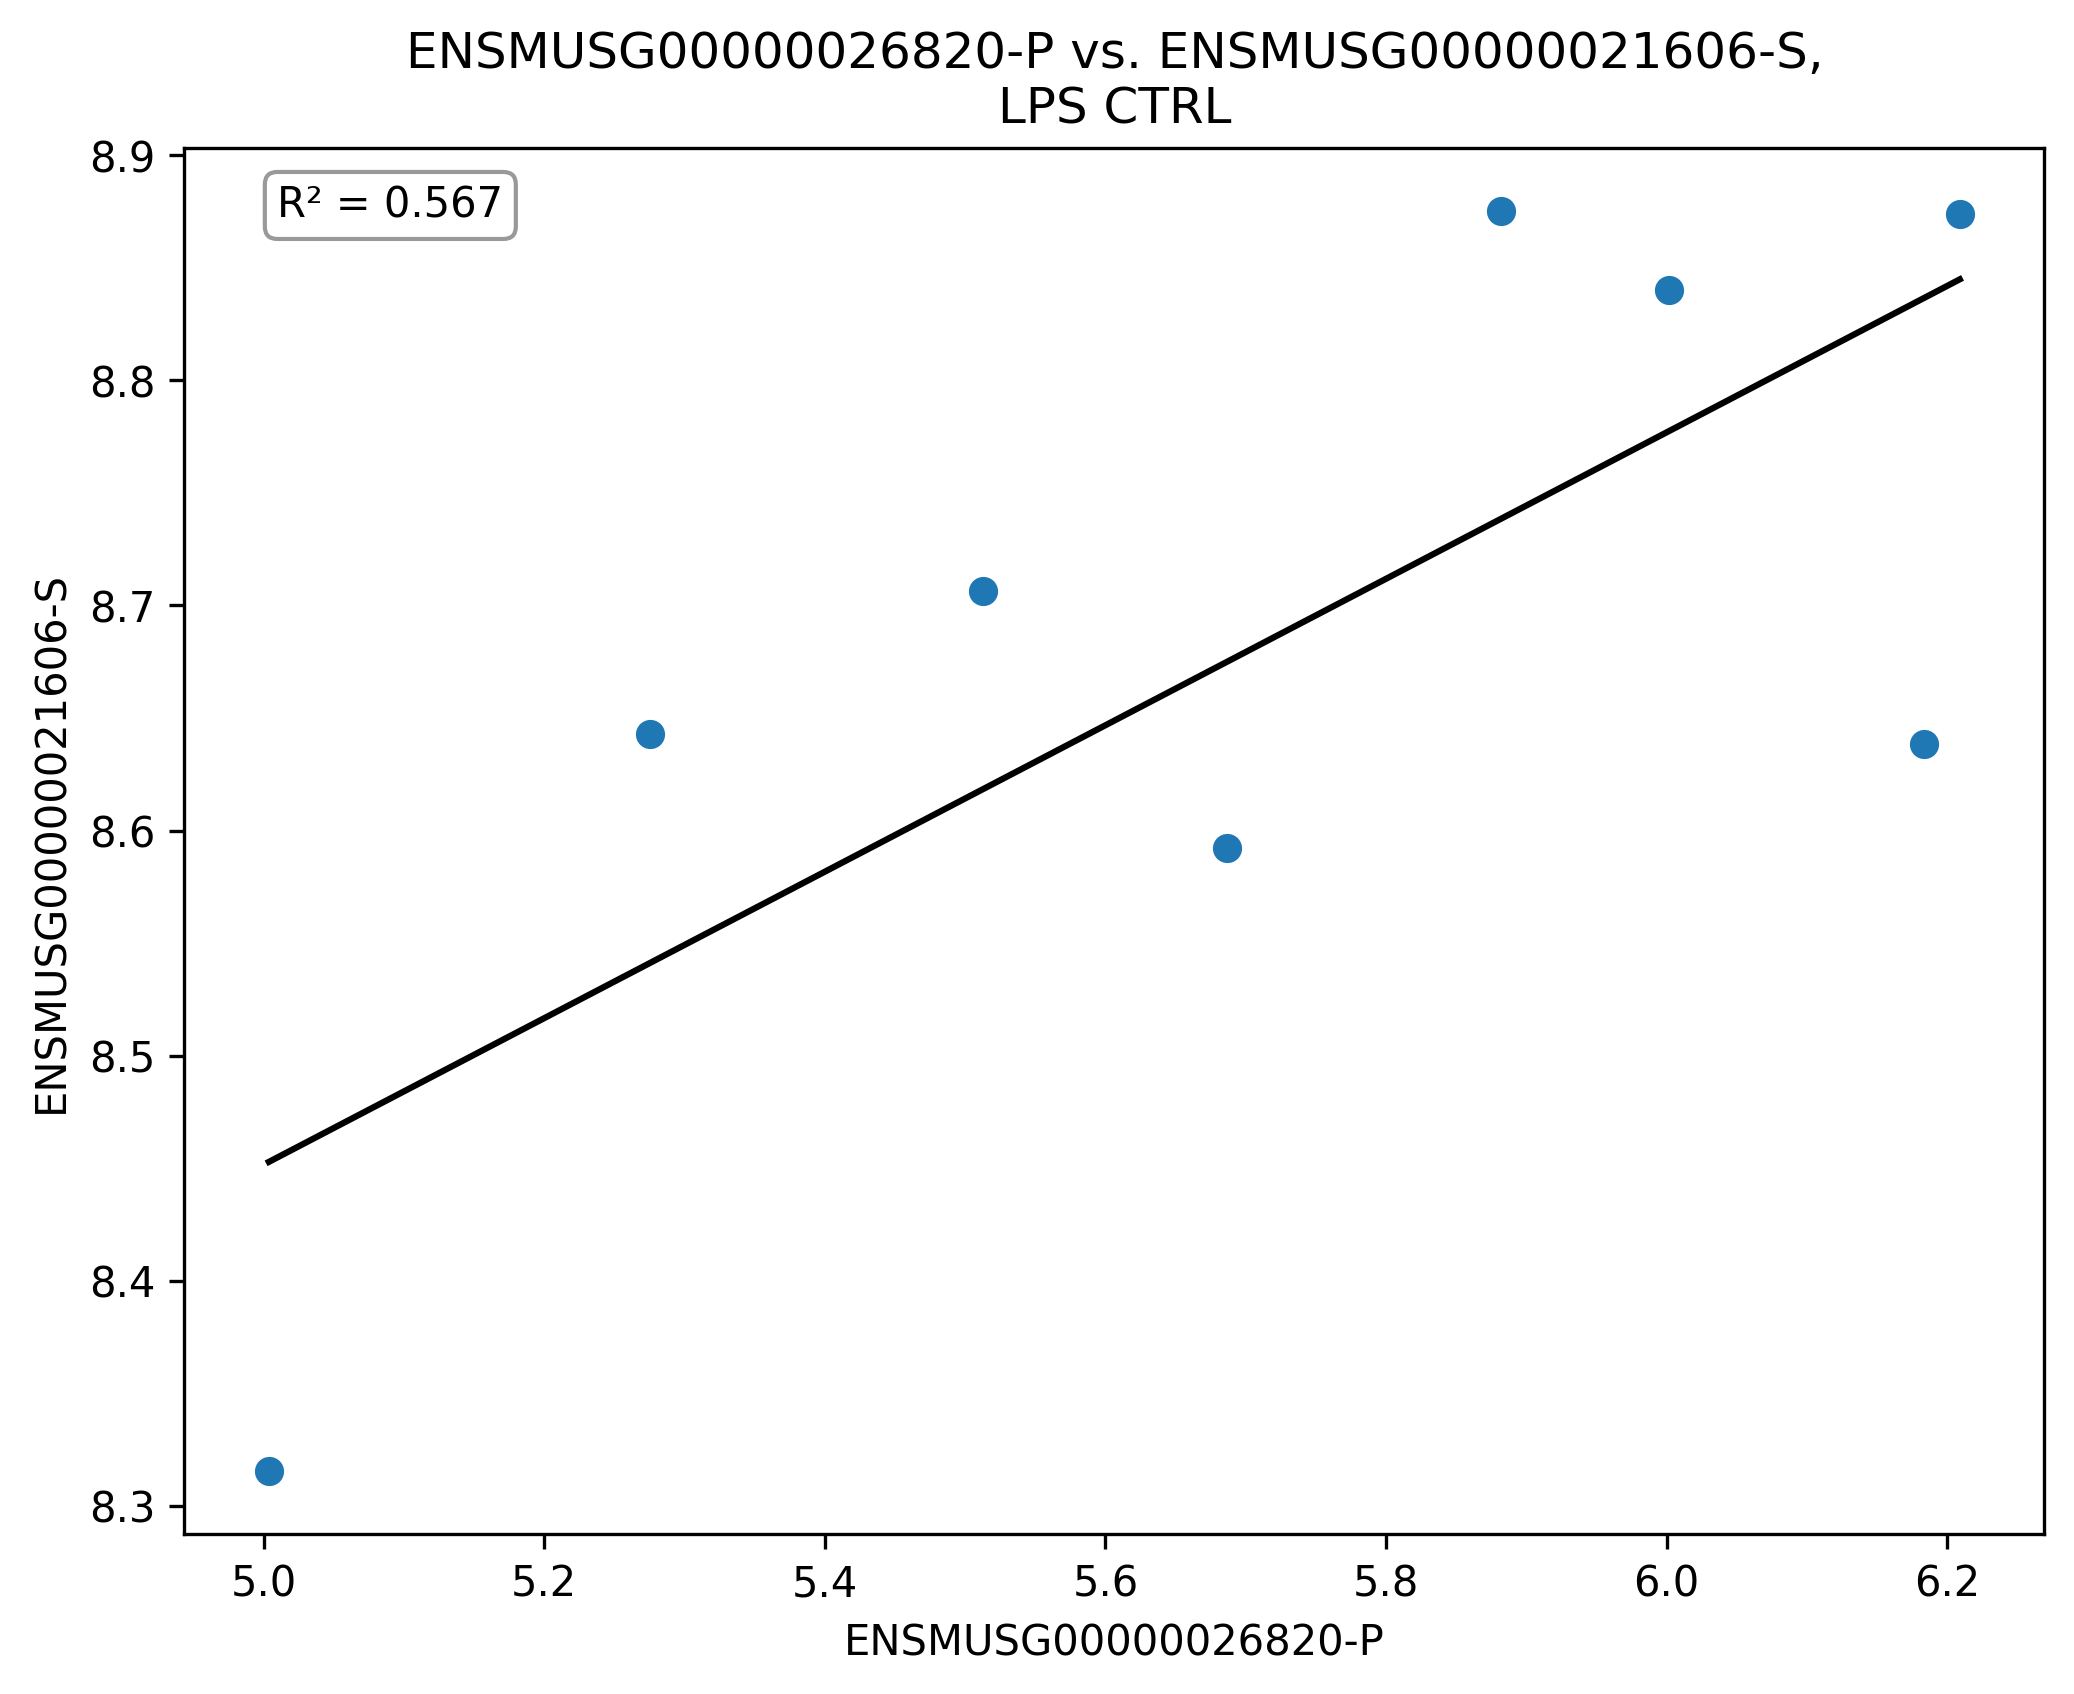 ENSMUSG00000026820-P vs. ENSMUSG00000021606-S,
LPS CTRL
R² = 0.567
8.9
8.8
8.7
8.6
8.5
8.4
8.3
ENSMUSG00000021606-S
5.0 5.2 5.4 5.6 5.8 6.0 6.2
ENSMUSG00000026820-P